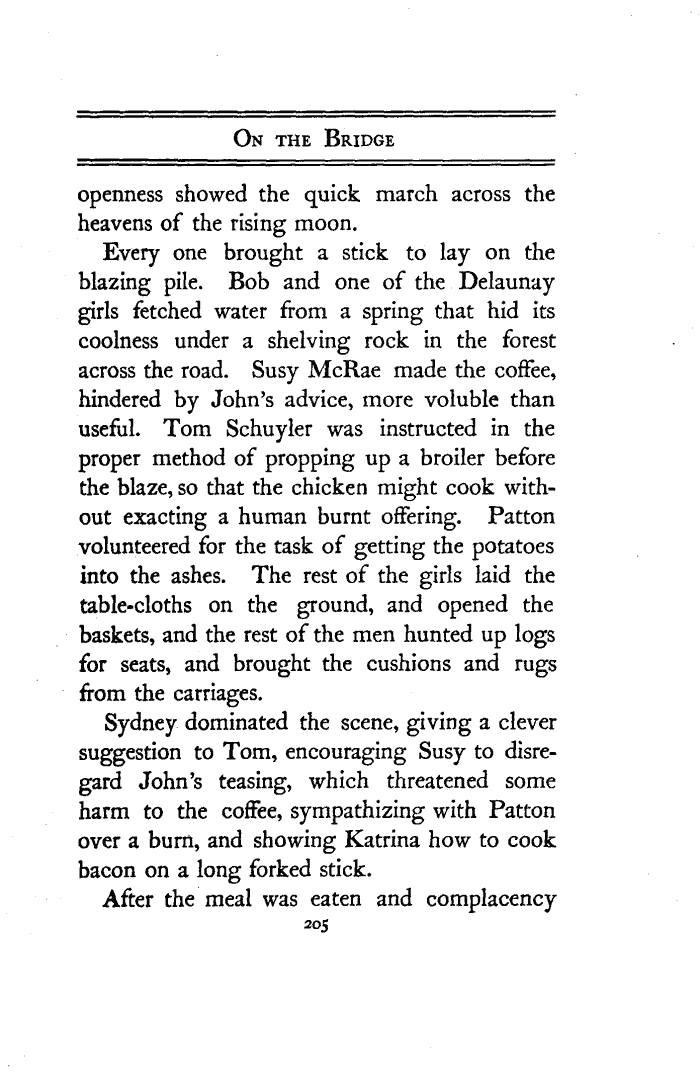 On the Bridge
openness showed the quick march across the
heavens of the rising moon.
Every one brought a stick to lay on the
blazing pile. Bob and one of the Delaunay
girls fetched water from a spring that hid its
coolness under a shelving rock in the forest
across the road. Susy McRae made the coffee,
hindered by John's advice, more voluble than
useful. Tom Schuyler was instructed in the
proper method of propping up a broiler before
the blaze, so that the chicken might cook with-
out exacting a human burnt offering. Patton
volunteered for the task of getting the potatoes
into the ashes. The rest of the girls laid the
table-cloths on the ground, and opened the
baskets, and the rest of the men hunted up logs
for seats, and brought the cushions and rugs
from the carriages.
Sydney dominated the scene, giving a clever
suggestion to Tom, encouraging Susy to disre-
gard John's teasing, which threatened some
harm to the coffee, sympathizing with Patton
over a burn, and showing Katrina how to cook
bacon on a long forked stick.
After the meal was eaten and complacency
205